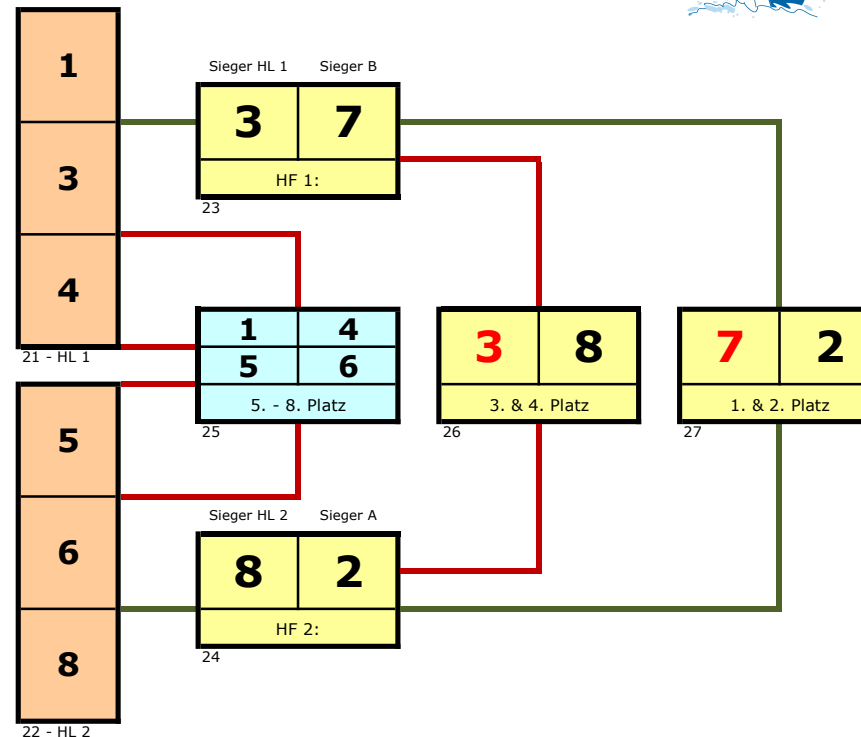 1
3
4
21 - HL 1
Sieger HL 1 Sieger B
3 7
HF 1:
23
1 4
5 6
5. - 8. Platz
25
3 8
3. & 4. Platz
26
7 2
1. & 2. Platz
27
5
6
8
22 - HL 2
Sieger HL 2 Sieger A
8 2
HF 2:
24